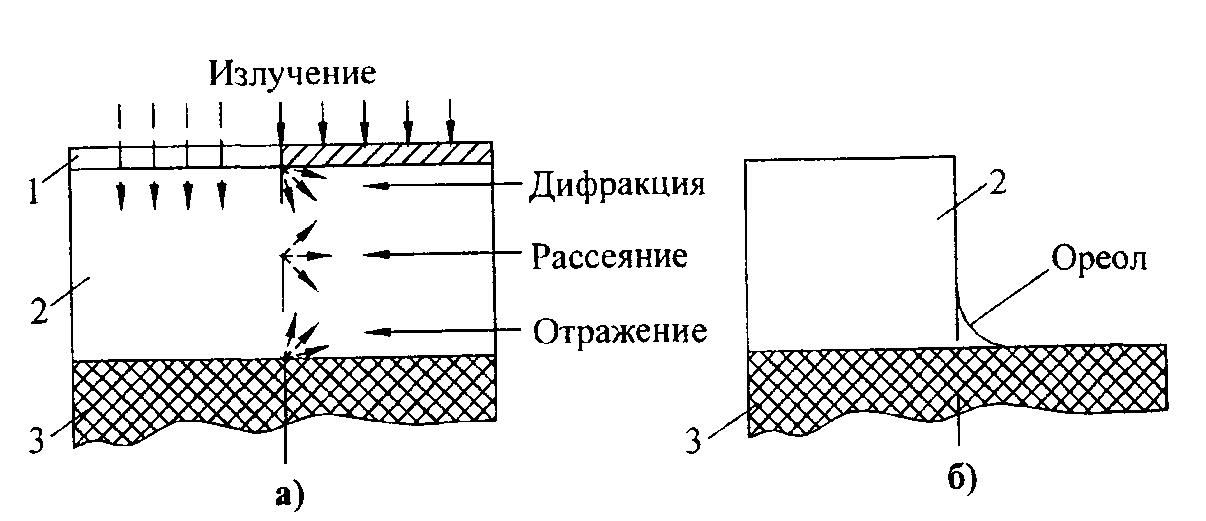 Излучение
1
Дифракция
2
Рассеяние
Ореол
2
Отражение
3
3
а)
б)